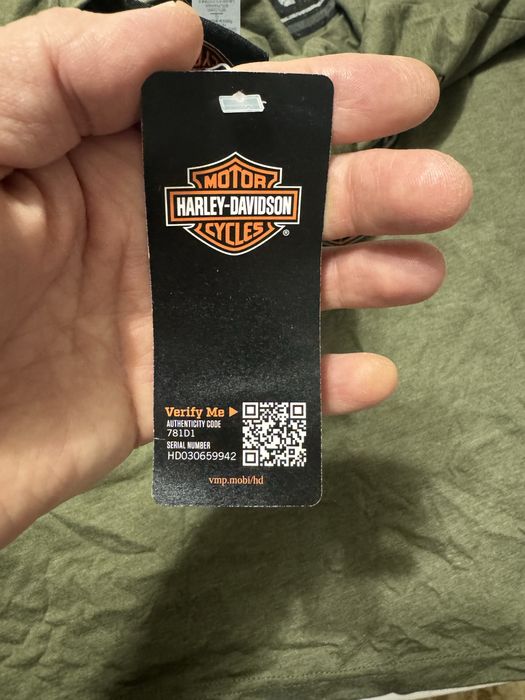 MOTOR
HARLEY-DAVIDSON
CYCLES
®
Verify Me
AUTHENTICITY CODE
781D1
SERIAL NUMBER
HD030659942
vmp.mobi/hd